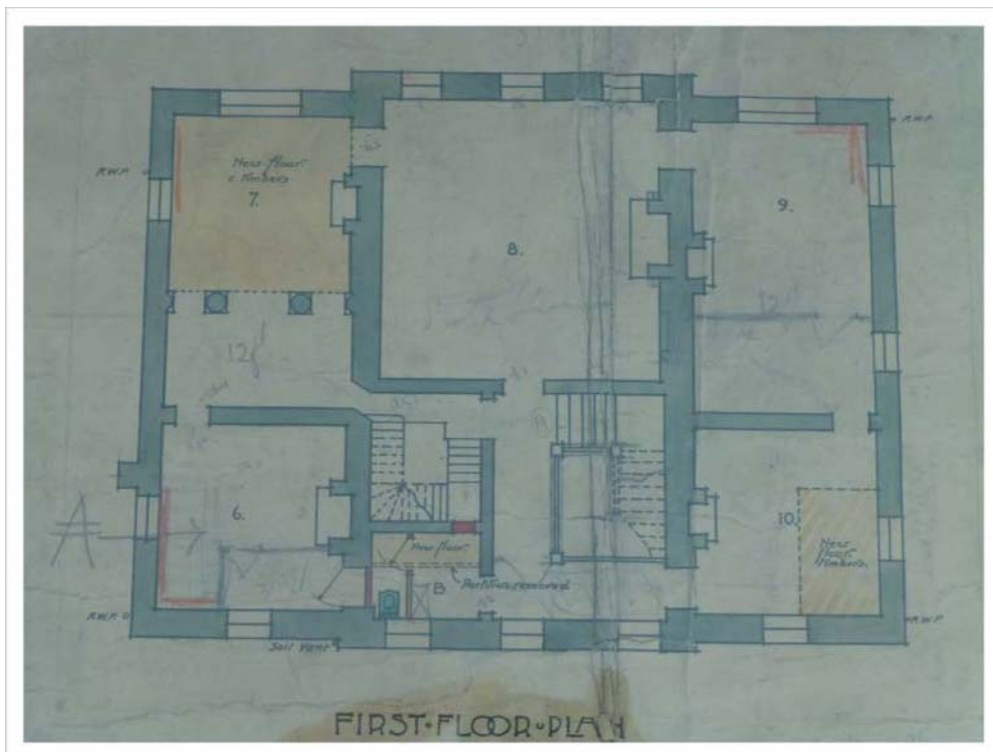 New floor
& timbers
7.
R.W.P.
R.W.P.
8.
9.
12
6.
A
New floor
Partition removed
B
10.
New
floor
timbers.
R.W.P.
Soil Vent
R.W.P.
FIRST·FLOOR·PLAN